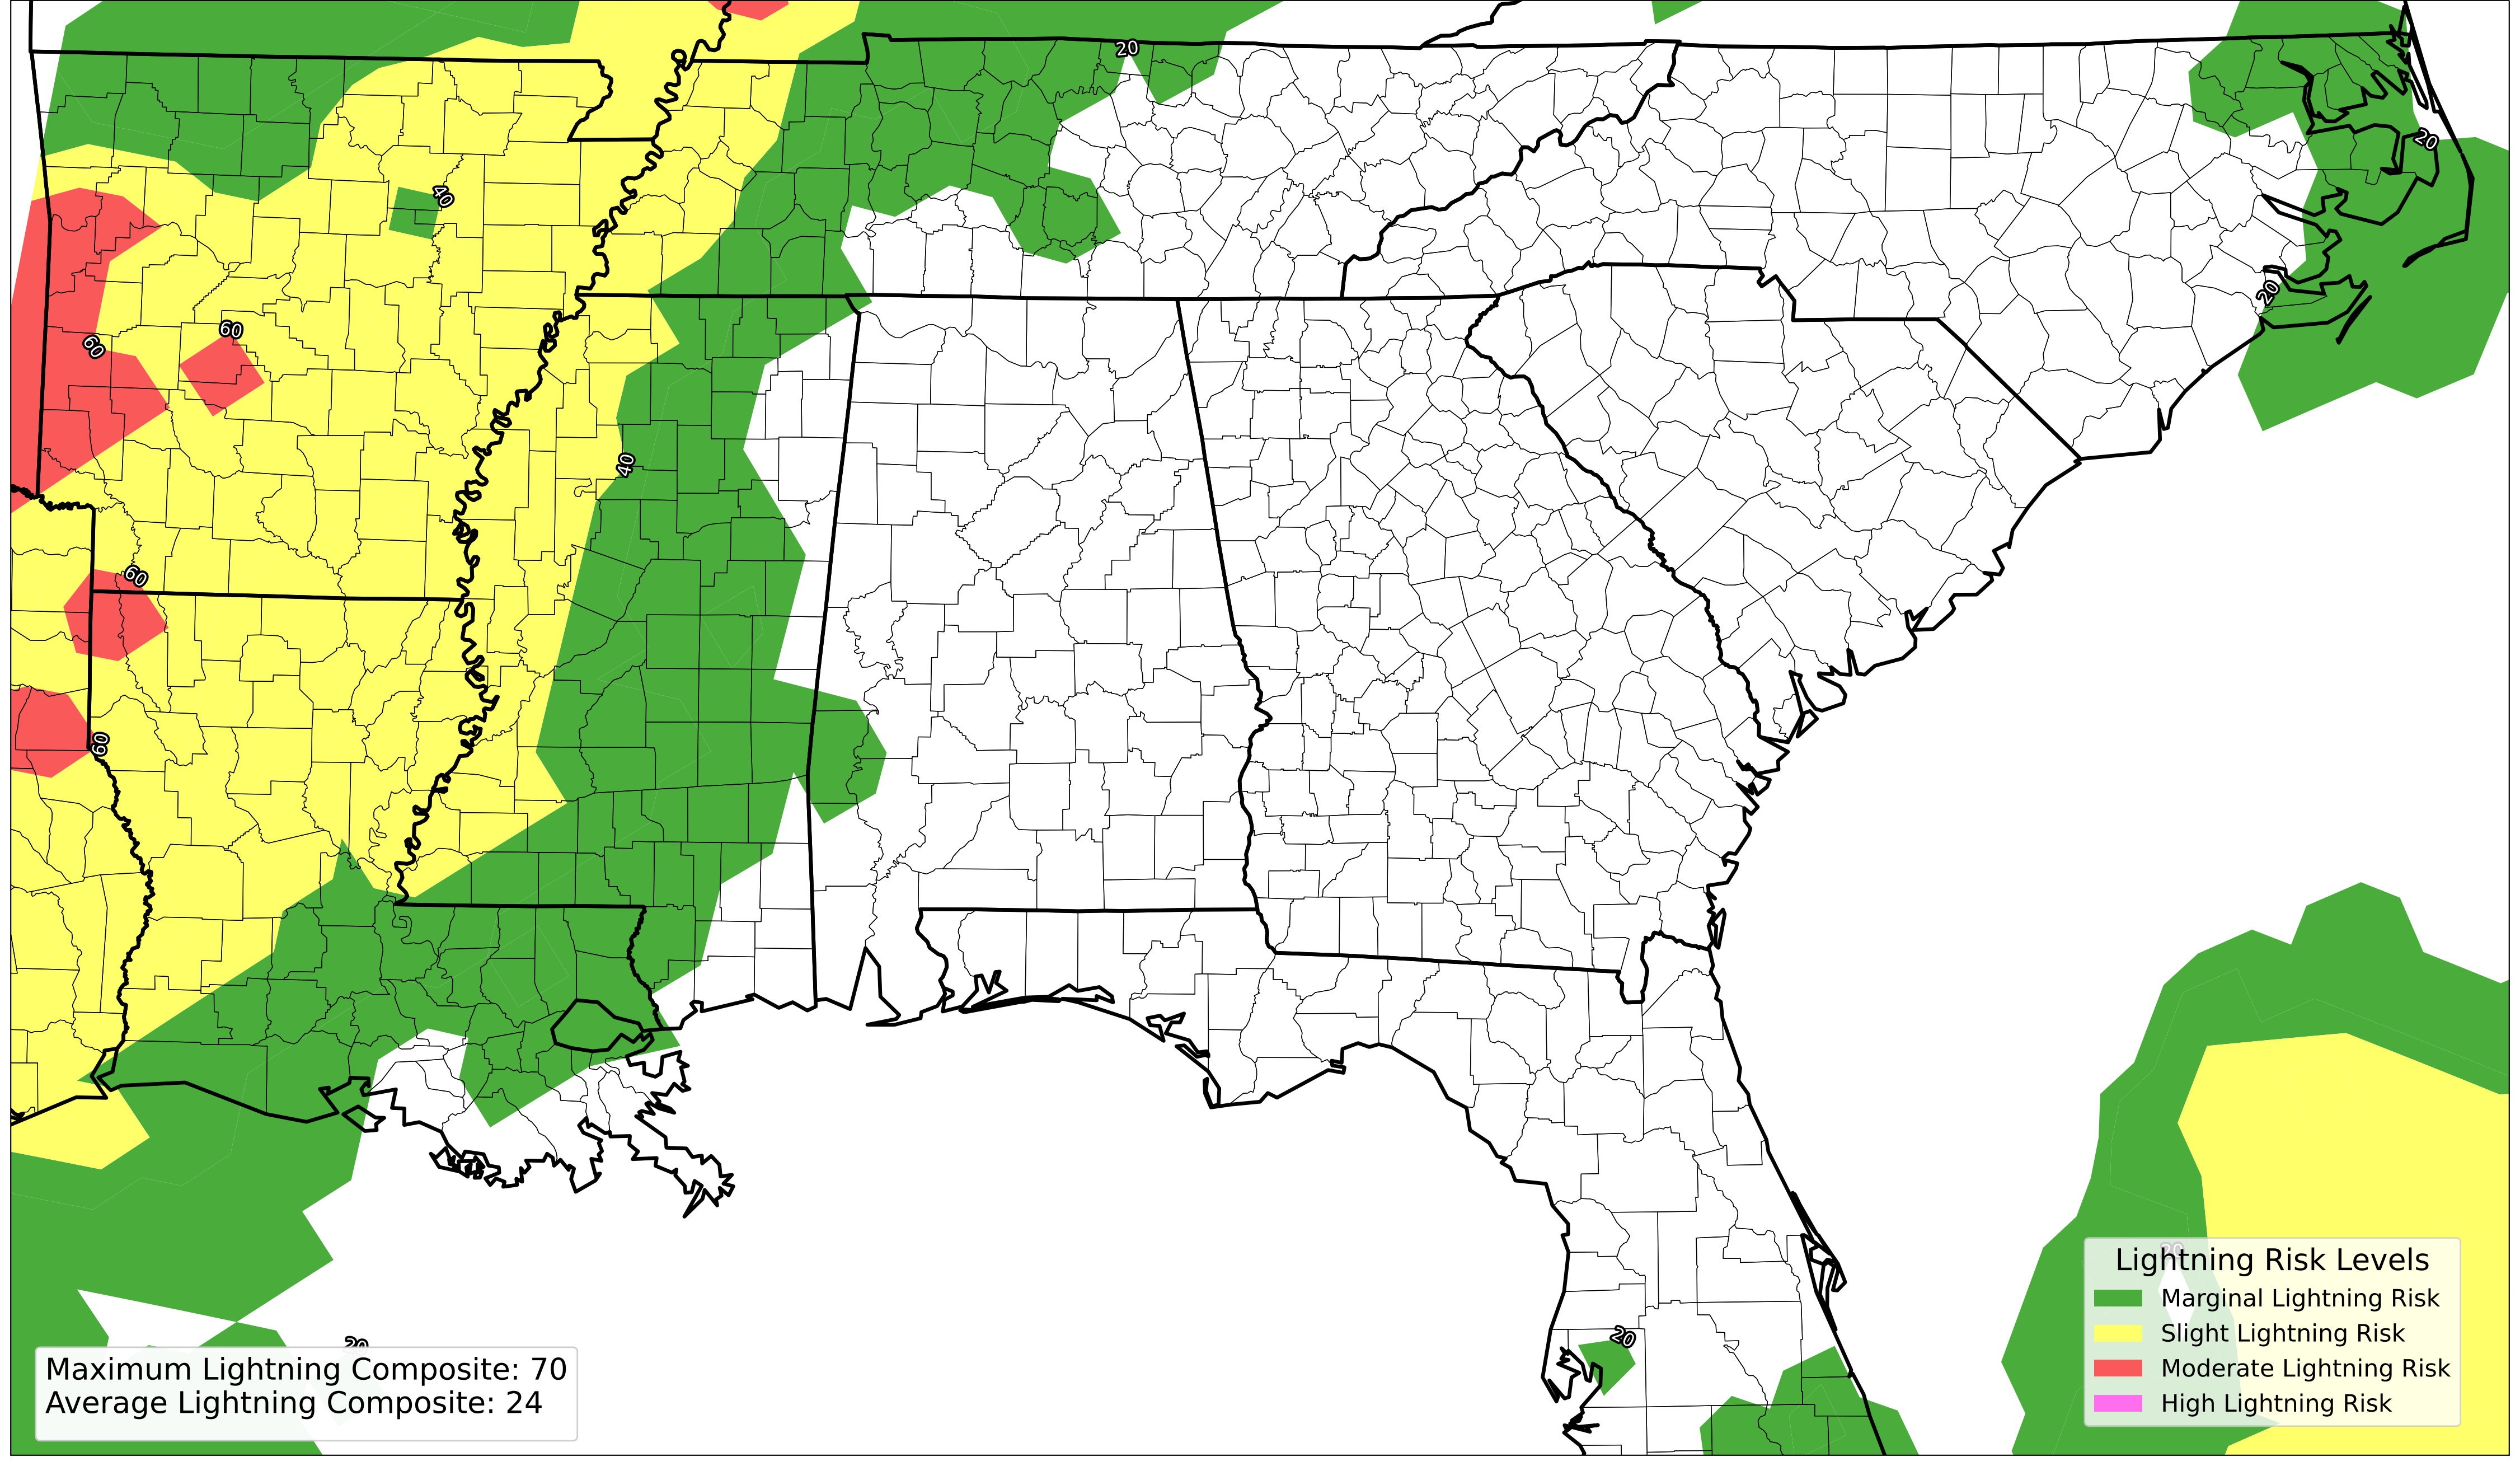 20
20
40
20
60
60
40
60
60
20
20
20
Maximum Lightning Composite: 70
Average Lightning Composite: 24
Lightning Risk Levels
Marginal Lightning Risk
Slight Lightning Risk
Moderate Lightning Risk
High Lightning Risk